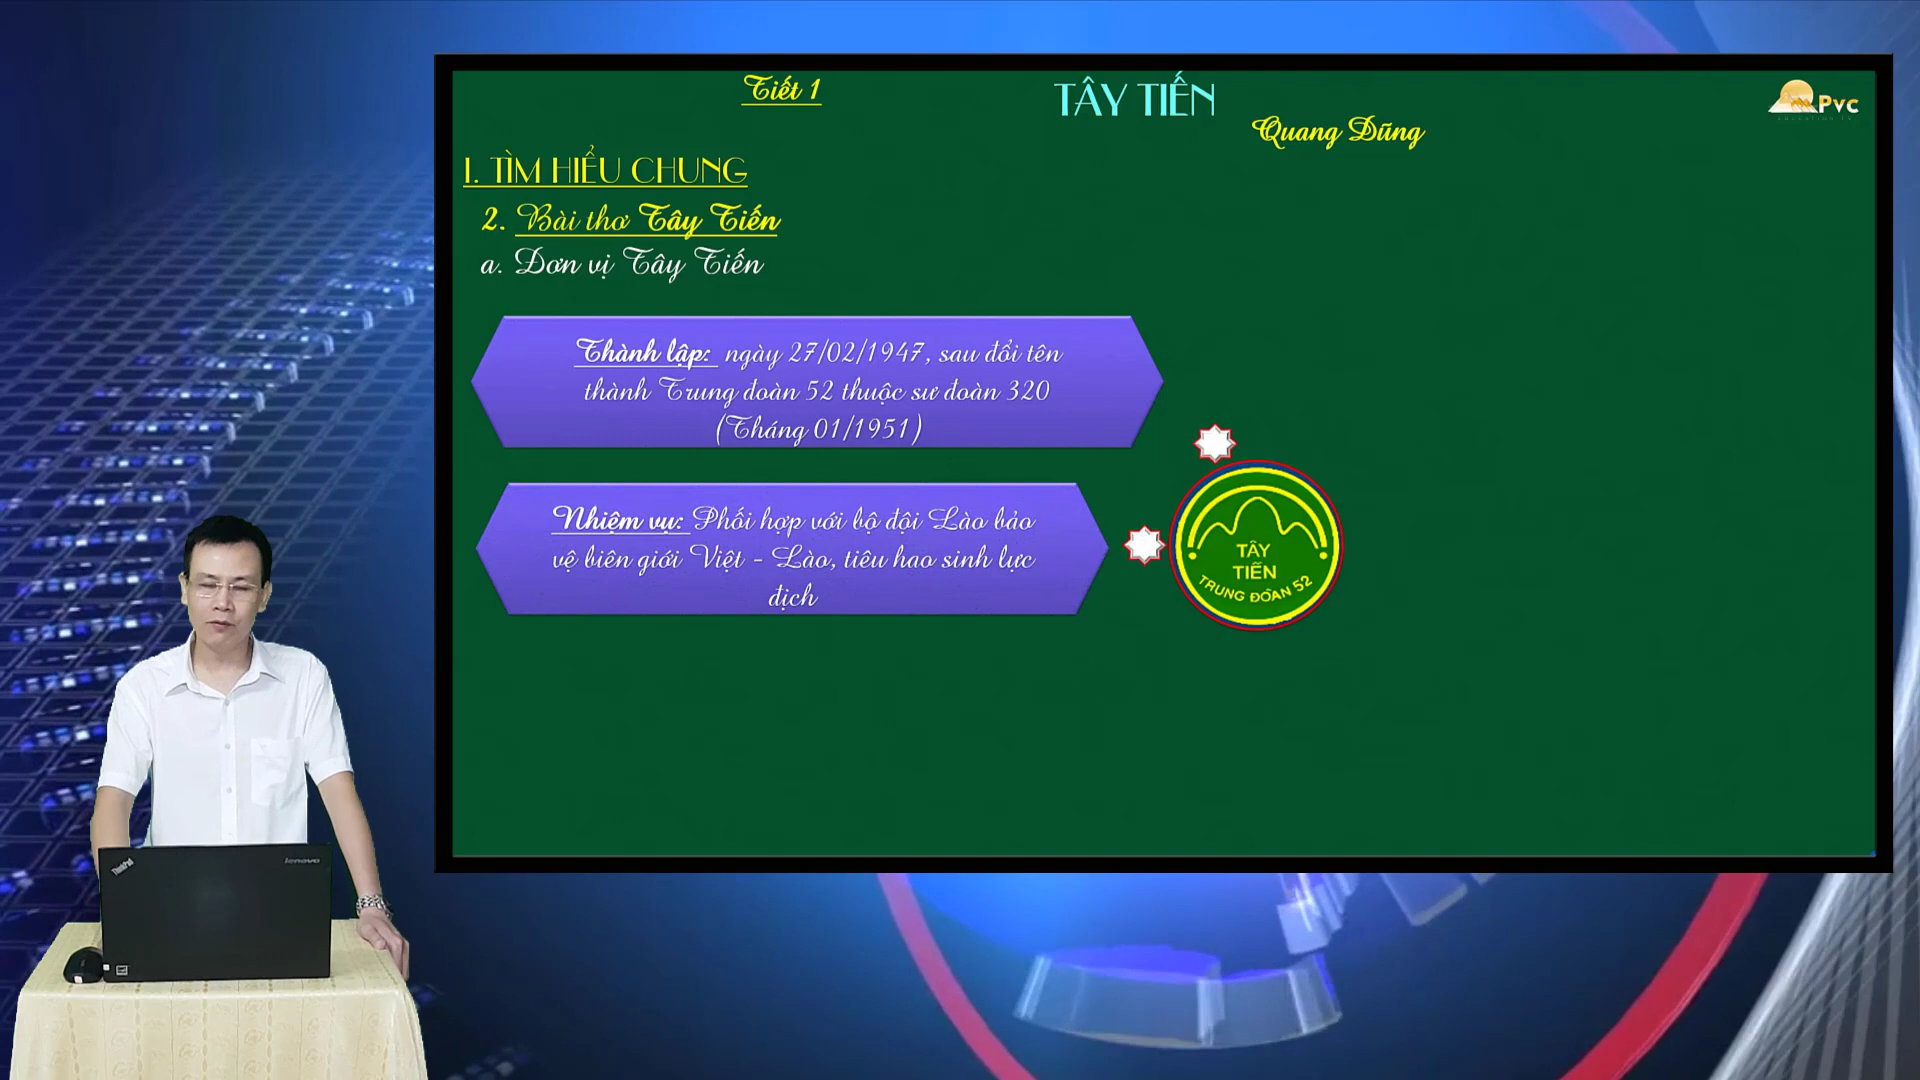 Tiết 1
TÂY TIẾN
Quang Dũng
Pvc
I. TÌM HIỂU CHUNG
2. Bài thơ Tây Tiến
a. Đơn vị Tây Tiến
Thành lập: ngày 27/02/1947, sau đổi tên
thành Trung đoàn 52 thuộc sư đoàn 320
(Tháng 01/1951)
Nhiệm vụ: Phối hợp với bộ đội Lào bảo
vệ biên giới Việt - Lào, tiêu hao sinh lực
địch
TÂY
TIẾN
TRUNG ĐOÀN 52
ThinkPad
lenovo